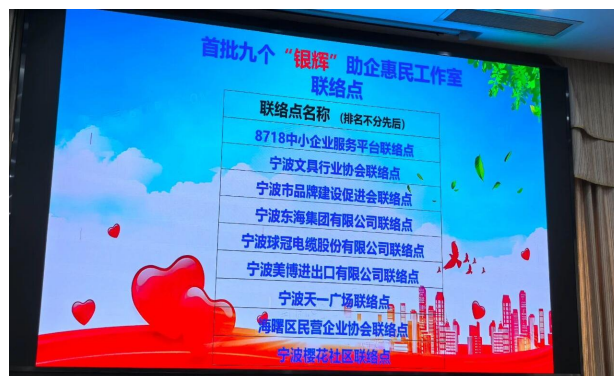 首批九个“银辉”助企惠民工作室
联络点
联络点名称（排名不分先后）
8718中小企业服务平台联络点
宁波文具行业协会联络点
宁波市品牌建设促进会联络点
宁波东海集团有限公司联络点
宁波球冠电缆股份有限公司联络点
宁波美博进出口有限公司联络点
宁波天一广场联络点
海曙区民营企业协会联络点
宁波樱花社区联络点